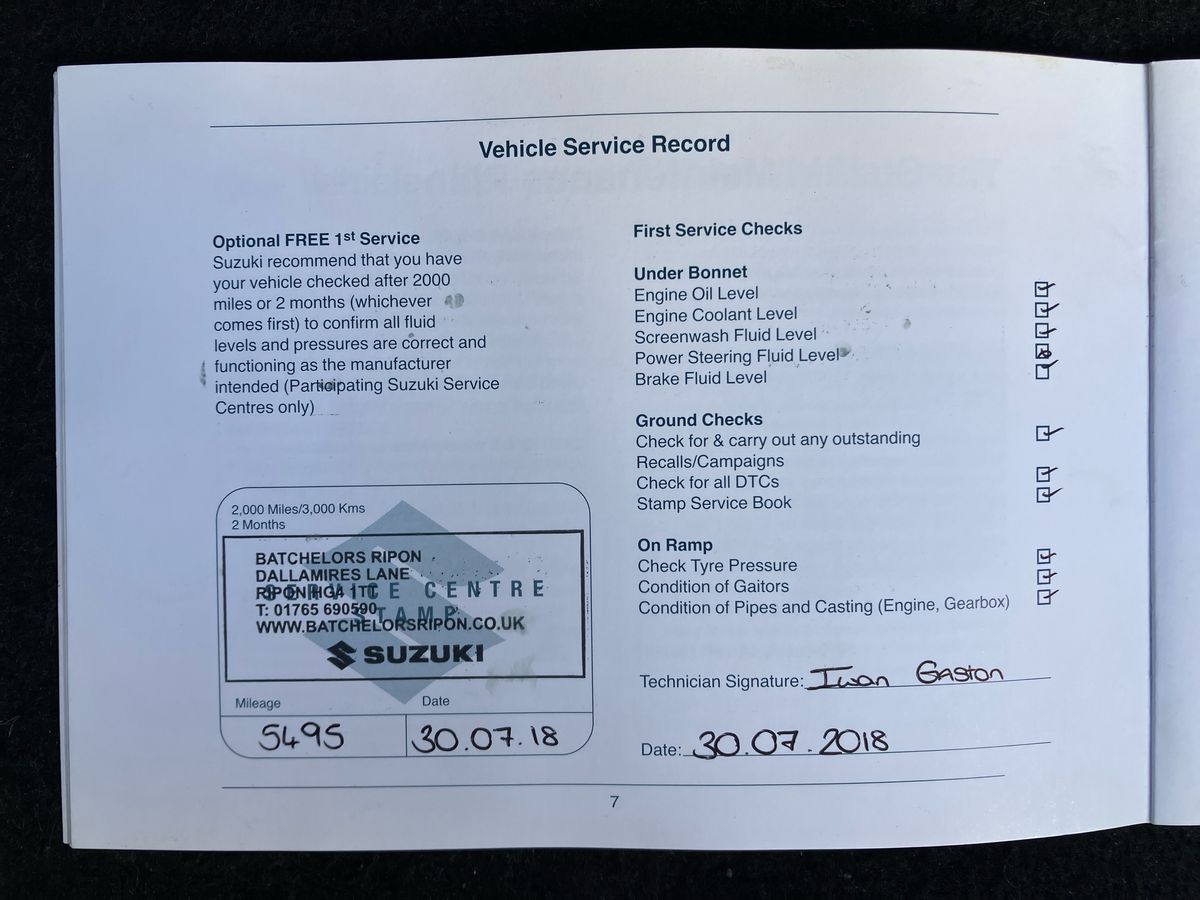 Vehicle Service Record
Optional FREE 1st Service
Suzuki recommend that you have
your vehicle checked after 2000
miles or 2 months (whichever
comes first) to confirm all fluid
levels and pressures are correct and
functioning as the manufacturer
intended (Participating Suzuki Service
Centres only)
2,000 Miles/3,000 Kms
2 Months
SERVICE CENTRE
STAMP
BATCHELORS RIPON
DALLAMIRES LANE
RIPON HG4 1TT
T: 01765 690590
WWW.BATCHELORSRIPON.CO.UK
SUZUKI
Mileage Date
5495 30.07.18
First Service Checks
Under Bonnet
Engine Oil Level
Engine Coolant Level
Screenwash Fluid Level
Power Steering Fluid Level
Brake Fluid Level
Ground Checks
Check for & carry out any outstanding
Recalls/Campaigns
Check for all DTCs
Stamp Service Book
On Ramp
Check Tyre Pressure
Condition of Gaitors
Condition of Pipes and Casting (Engine, Gearbox)
Technician Signature: Iwan Gaston
Date: 30.07.2018
7